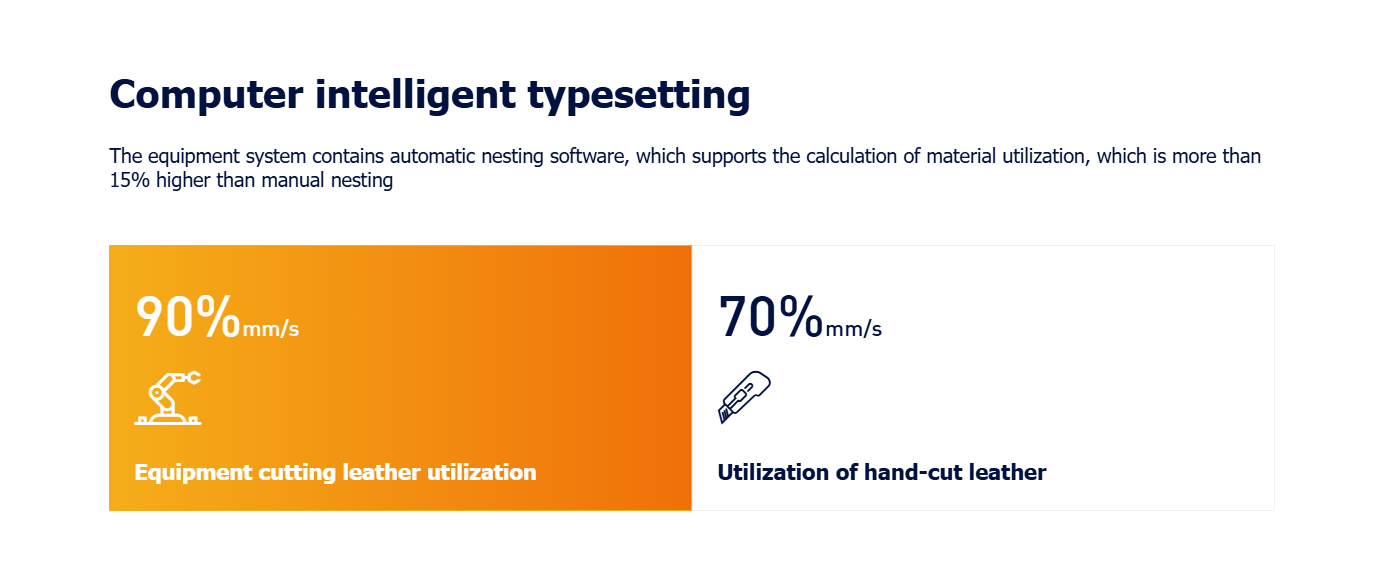 Computer intelligent typesetting
The equipment system contains automatic nesting software, which supports the calculation of material utilization, which is more than
15% higher than manual nesting
90%mm/s
Equipment cutting leather utilization
70%mm/s
Utilization of hand-cut leather